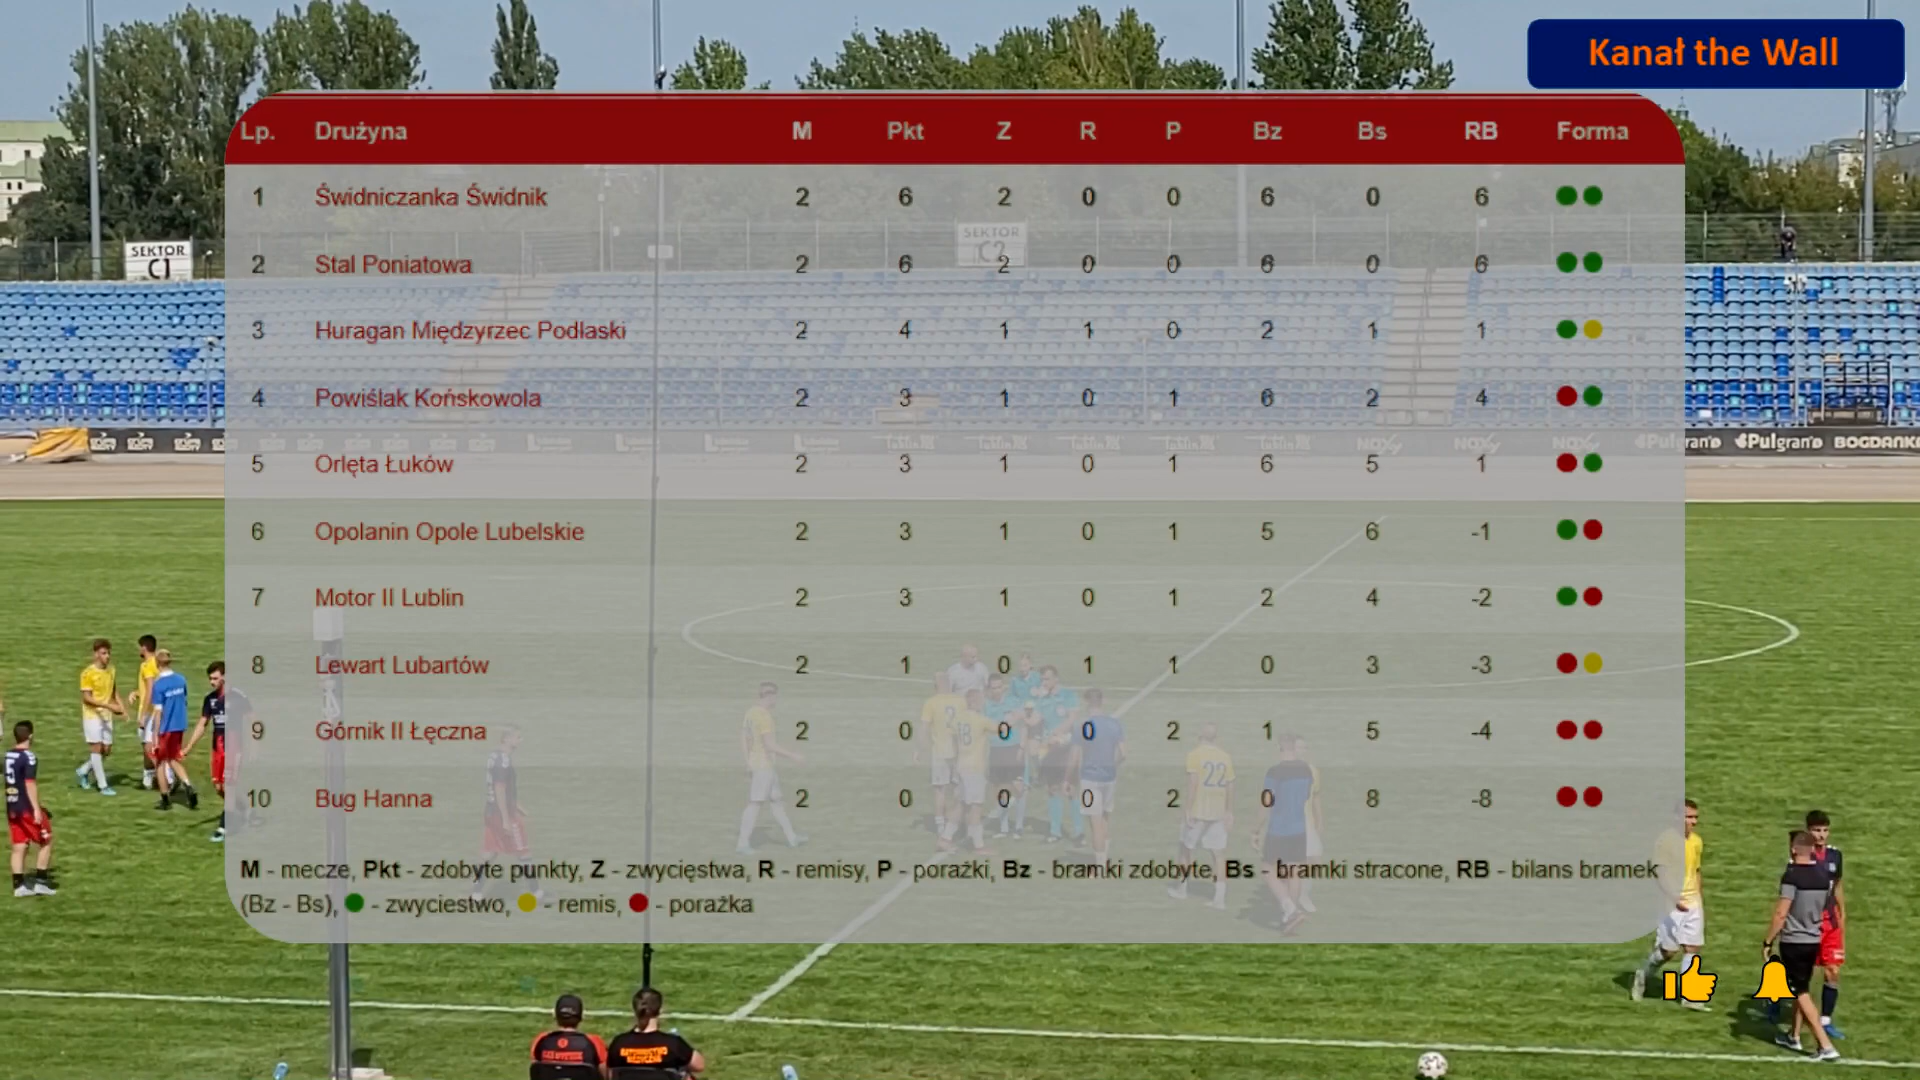 Kanał the Wall
Lp. Drużyna M Pkt Z R P Bz Bs RB Forma
1 Świdniczanka Świdnik 2 6 2 0 0 6 0 6
SEKTOR C1
SEKTOR C2
2 Stal Poniatowa 2 6 2 0 0 6 0 6
3 Huragan Międzyrzec Podlaski 2 4 1 1 0 2 1 1
4 Powiślak Końskowola 2 3 1 0 1 6 2 4
Pulgran's Pulgran's BOGDANKA
5 Orlęta Łuków 2 3 1 0 1 6 5 1
6 Opolanin Opole Lubelskie 2 3 1 0 1 5 6 -1
7 Motor II Lublin 2 3 1 0 1 2 4 -2
8 Lewart Lubartów 2 1 0 1 1 0 3 -3
9 Górnik II Łęczna 2 0 0 0 2 1 5 -4
10 Bug Hanna 2 0 0 0 2 0 8 -8
5
22
M - mecze, Pkt - zdobyte punkty, Z - zwycięstwa, R - remisy, P - porażki, Bz - bramki zdobyte, Bs - bramki stracone, RB - bilans bramek
(Bz - Bs), - zwyciestwo, - remis, - porażka